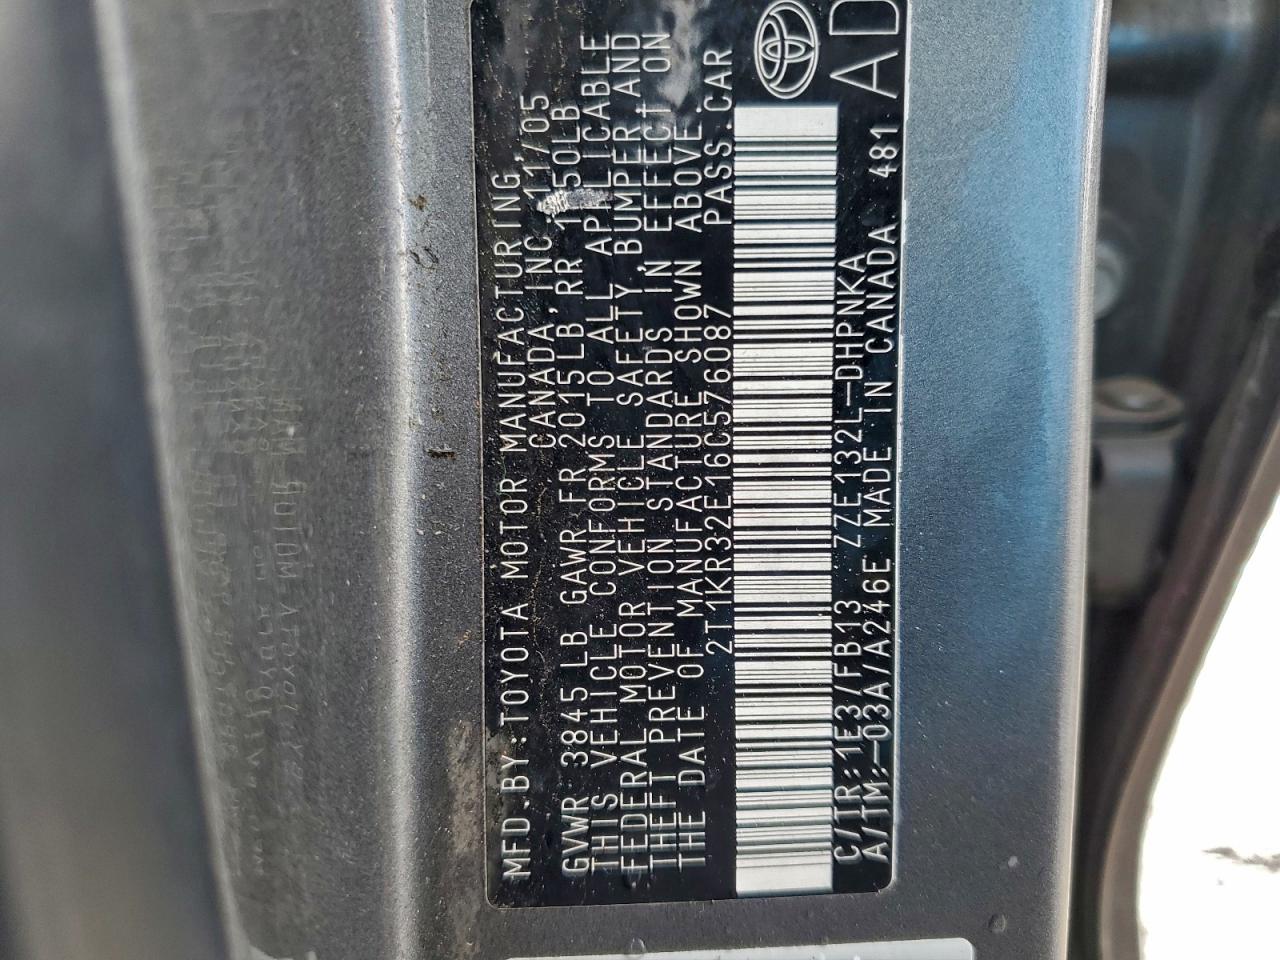 MFD.BY:TOYOTA MOTOR MANUFACTURING,
CANADA, INC. 11/05
GVWR 3845 LB GAWR FR 2015LB RR 1950LB
THIS VEHICLE CONFORMS TO ALL APPLICABLE
FEDERAL MOTOR VEHICLE SAFETY, BUMPER, AND
THEFT PREVENTION STANDARDS IN EFFECT ON
THE DATE OF MANUFACTURE SHOWN ABOVE.
2T1KR32E16C576087 PASS.CAR
C/TR: 1E3/FB13 ZZE132L-DHPNKA
A/TM: -03A/A246E MADE IN CANADA 481
AD